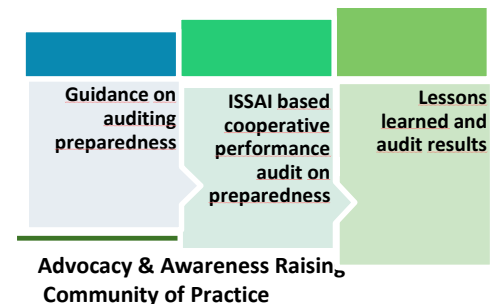 Guidance on
auditing
preparedness
ISSAI based
cooperative
performance
audit on
preparedness
Lessons
learned and
audit results
Advocacy & Awareness Raising
Community of Practice